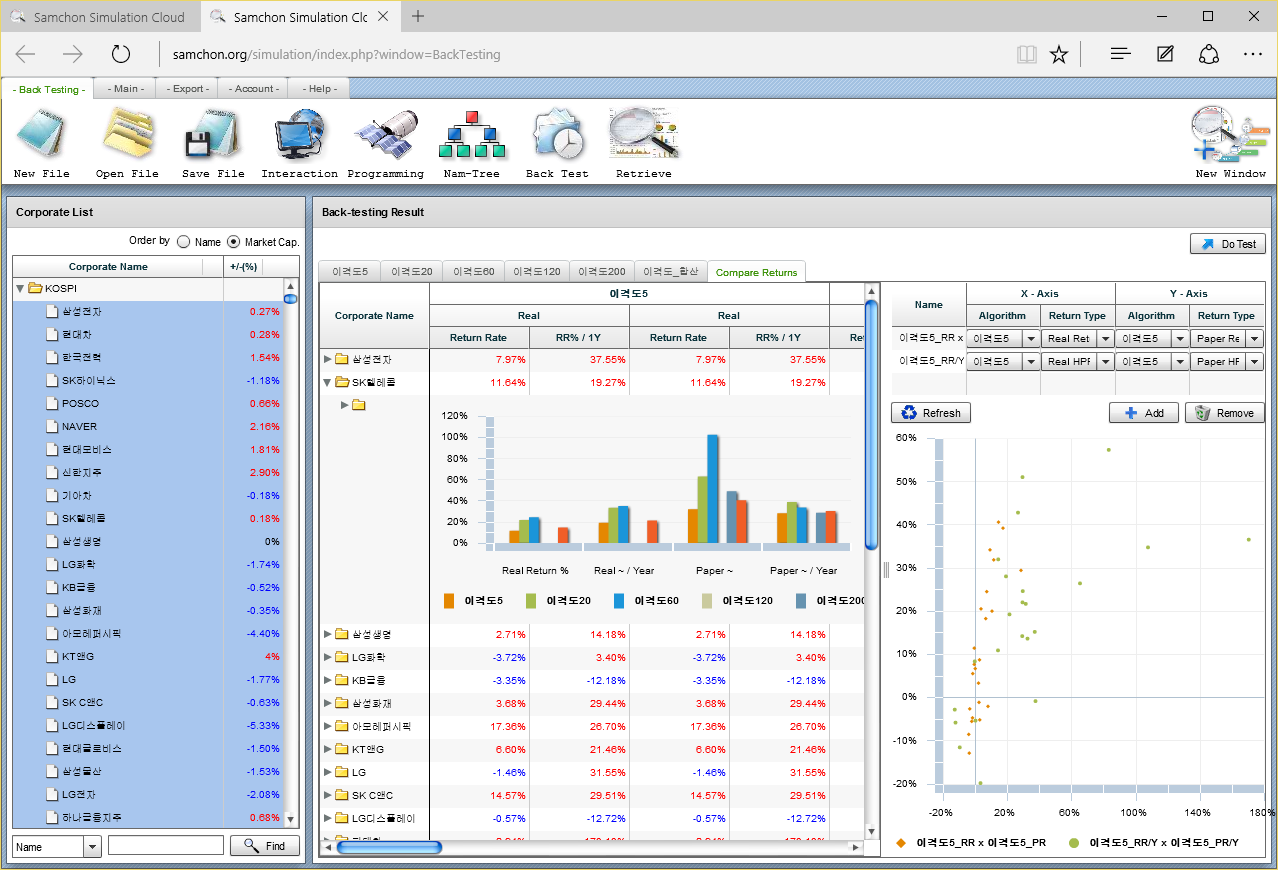 Samchon Simulation Cloud
Samchon Simulation Clo
samchon.org/simulation/index.php?window=BackTesting
- Back Testing - - Main - - Export - - Account - - Help -
New File Open File Save File Interaction Programming Nam-Tree Back Test Retrieve New Window
Corporate List
Order by Name Market Cap.
Corporate Name +/-(%)
KOSPI
삼성전자 0.27%
현대차 0.28%
한국전력 1.54%
SK하이닉스 -1.18%
POSCO 0.66%
NAVER 2.16%
현대모비스 1.81%
신한지주 2.90%
기아차 -0.18%
SK텔레콤 0.18%
삼성생명 0%
LG화학 -1.74%
KB금융 -0.52%
삼성화재 -0.35%
아모레퍼시픽 -4.40%
KT앤G 4%
LG -1.77%
SK C앤C -0.63%
LG디스플레이 -5.33%
현대글로비스 -1.50%
삼성물산 -1.53%
LG전자 -2.08%
하나금융지주 0.68%
Name Find
Back-testing Result
Do Test
이격도5 이격도20 이격도60 이격도120 이격도200 이격도_합산 Compare Returns
이격도5
Corporate Name Real Real
Return Rate RR% / 1Y Return Rate RR% / 1Y Ret
삼성전자 7.97% 37.55% 7.97% 37.55%
SK텔레콤 11.64% 19.27% 11.64% 19.27%
120%
100%
80%
60%
40%
20%
0%
Real Return % Real ~ / Year Paper ~ Paper ~ / Year
이격도5 이격도20 이격도60 이격도120 이격도200
삼성생명 2.71% 14.18% 2.71% 14.18%
LG화학 -3.72% 3.40% -3.72% 3.40%
KB금융 -3.35% -12.18% -3.35% -12.18%
삼성화재 3.68% 29.44% 3.68% 29.44%
아모레퍼시픽 17.36% 26.70% 17.36% 26.70%
KT앤G 6.60% 21.46% 6.60% 21.46%
LG -1.46% 31.55% -1.46% 31.55%
SK C앤C 14.57% 29.51% 14.57% 29.51%
LG디스플레이 -0.57% -12.72% -0.57% -12.72%
Name X - Axis Y - Axis
Algorithm Return Type Algorithm Return Type
이격도5_RR x 이격도5 Real Ret 이격도5 Paper Re
이격도5_RR/Y 이격도5 Real HPF 이격도5 Paper HF
Refresh Add Remove
60%
50%
40%
30%
20%
10%
0%
-10%
-20%
-20% 20% 60% 100% 140% 180%
이격도5_RR x 이격도5_PR 이격도5_RR/Y x 이격도5_PR/Y